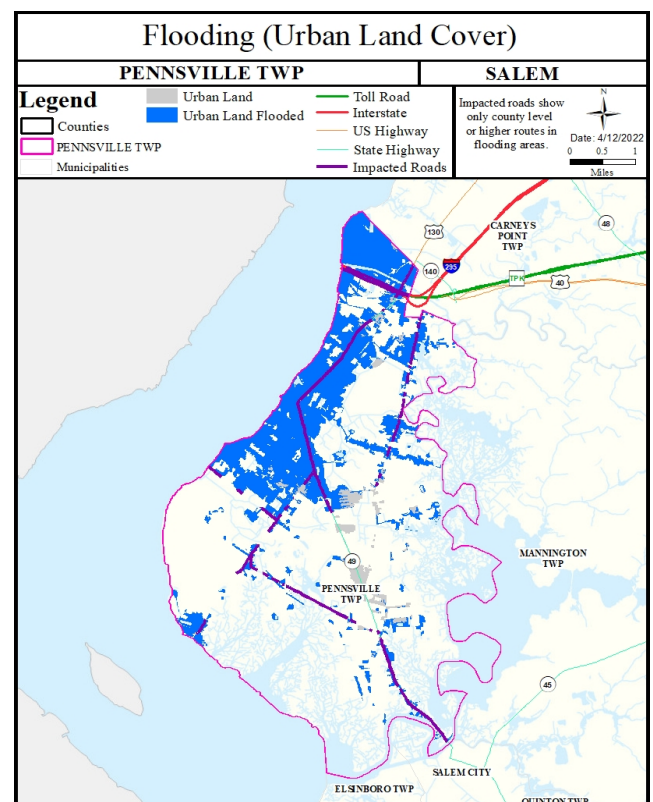 Flooding (Urban Land Cover)
PENNSVILLE TWP
SALEM
Legend
Counties
PENNSVILLE TWP
Municipalities
Urban Land
Urban Land Flooded
Toll Road
Interstate
US Highway
State Highway
Impacted Roads
Impacted roads show
only county level
or higher routes in
flooding areas.
N
Date: 4/12/2022
0 0.5 1
Miles
130
CARNEYS
POINT
TWP
48
140
295
TPK
40
49
PENNSVILLE
TWP
MANNINGTON
TWP
45
SALEM CITY
ELSINBORO TWP
QUINTON TWP